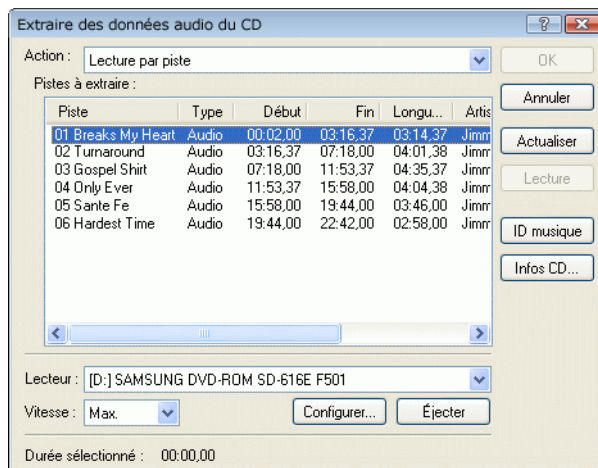 Extraire des données audio du CD
Action : Lecture par piste
OK
Pistes à extraire :
Annuler
Piste Type Début Fin Longu... Artis
01 Breaks My Heart Audio 00:02,00 03:16,37 03:14,37 Jimm
Actualiser
02 Turnaround Audio 03:16,37 07:18,00 04:01,38 Jimm
03 Gospel Shirt Audio 07:18,00 11:53,37 04:35,37 Jimm
Lecture
04 Only Ever Audio 11:53,37 15:58,00 04:04,38 Jimm
05 Sante Fe Audio 15:58,00 19:44,00 03:46,00 Jimm
06 Hardest Time Audio 19:44,00 22:42,00 02:58,00 Jimm
ID musique
Infos CD...
Lecteur : [D:] SAMSUNG DVD-ROM SD-616E F501
Vitesse : Max. Configurer... Éjecter
Durée sélectionné : 00:00,00